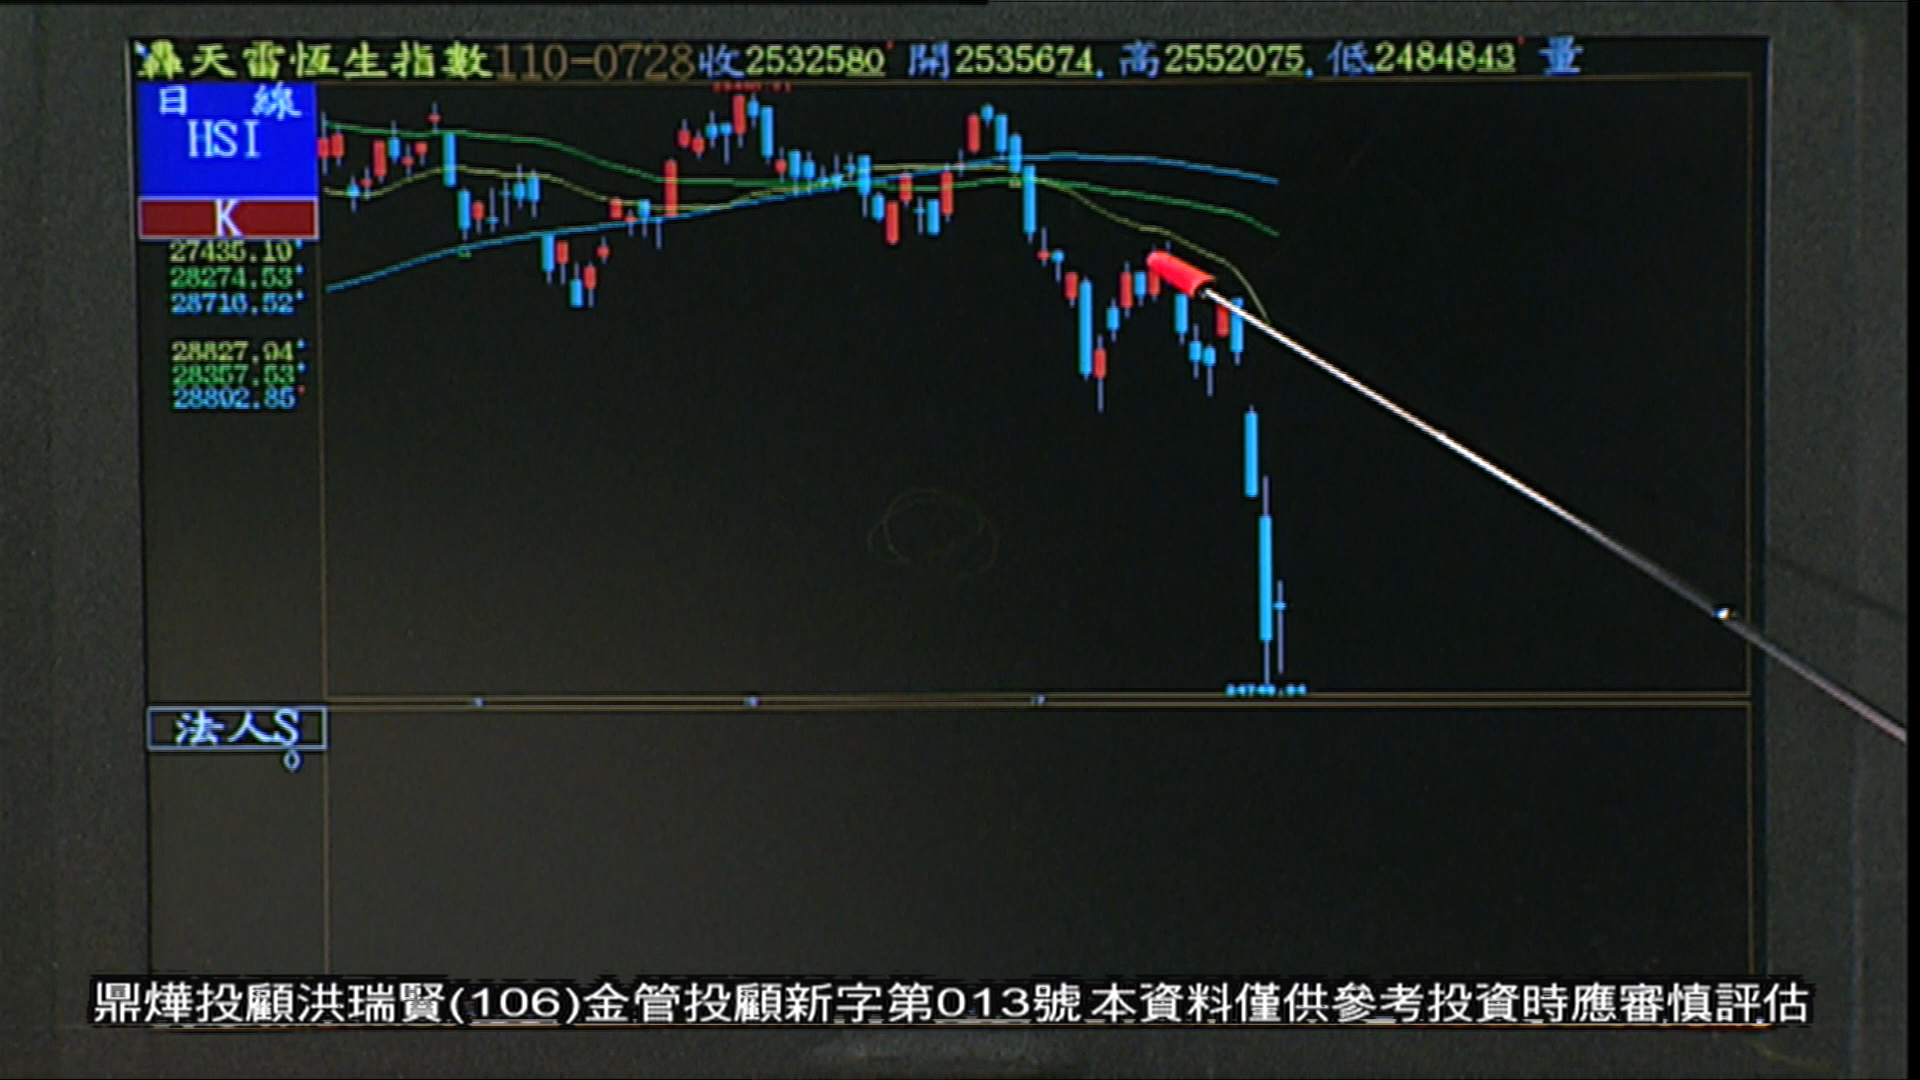 轟天雷恆生指數110-0728收2532580 開2535674 高2552075 低2484843 量
日 線
HSI
K
27435.10
28274.53
28716.52
28827.94
28357.53
28802.85
法人S
0
鼎燁投顧洪瑞賢(106)金管投顧新字第013號 本資料僅供參考投資時應審慎評估